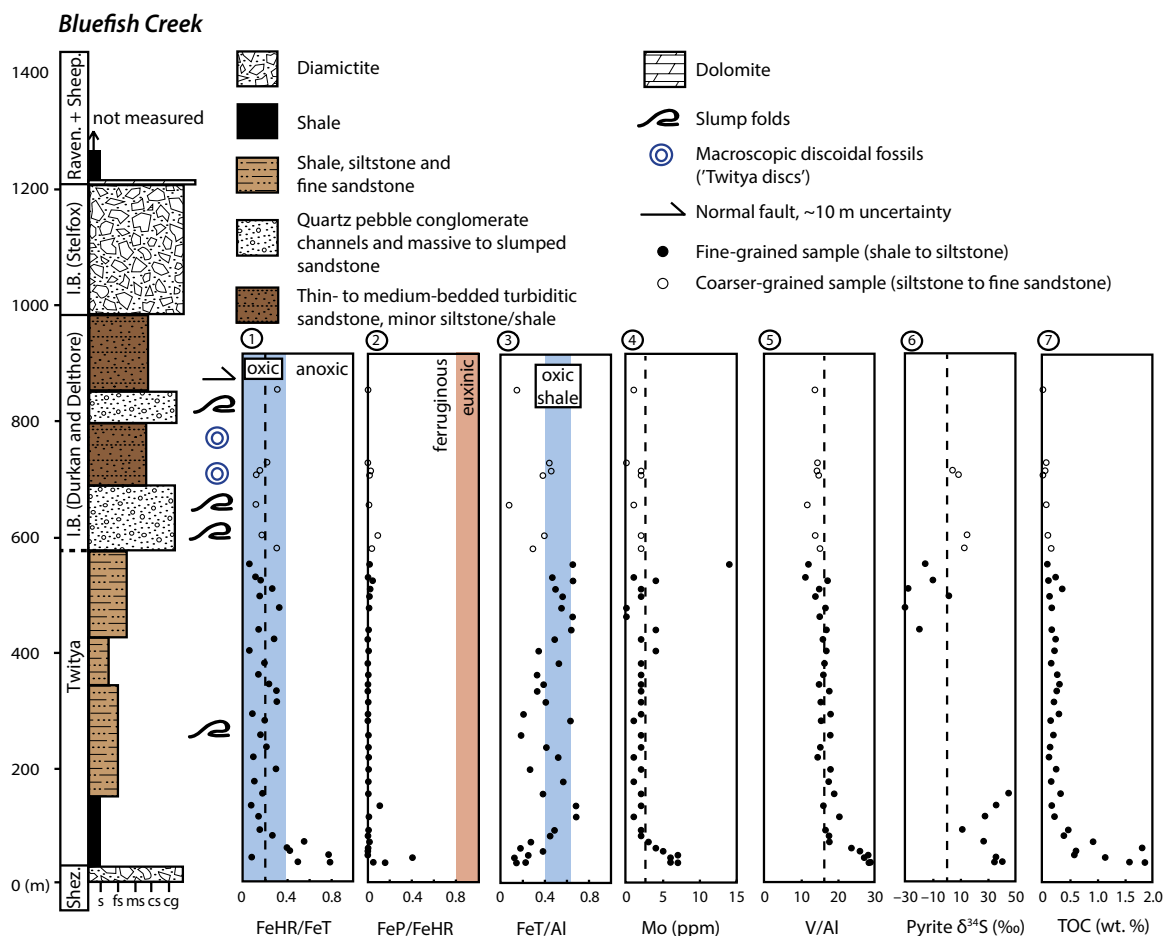 Bluefish Creek
1400
1200
1000
800
600
400
200
0 (m)
Raven. + Sheep.
I.B. (Stelfox)
I.B. (Durkan and Delthore)
Twitya
Shez.
not measured
s fs ms cs cg
Diamictite
Shale
Shale, siltstone and
fine sandstone
Quartz pebble conglomerate
channels and massive to slumped
sandstone
Thin- to medium-bedded turbiditic
sandstone, minor siltstone/shale
Dolomite
Slump folds
Macroscopic discoidal fossils
('Twitya discs')
Normal fault, ~10 m uncertainty
Fine-grained sample (shale to siltstone)
Coarser-grained sample (siltstone to fine sandstone)
1
oxic
anoxic
0 0.4 0.8
FeHR/FeT
2
ferruginous
euxinic
0 0.4 0.8
FeP/FeHR
3
oxic
shale
0 0.4 0.8
FeT/Al
4
0 5 10 15
Mo (ppm)
5
0 10 20 30
V/Al
6
−30 −10 10 30 50
Pyrite δ³⁴S (‰)
7
0 0.5 1.0 1.5 2.0
TOC (wt. %)